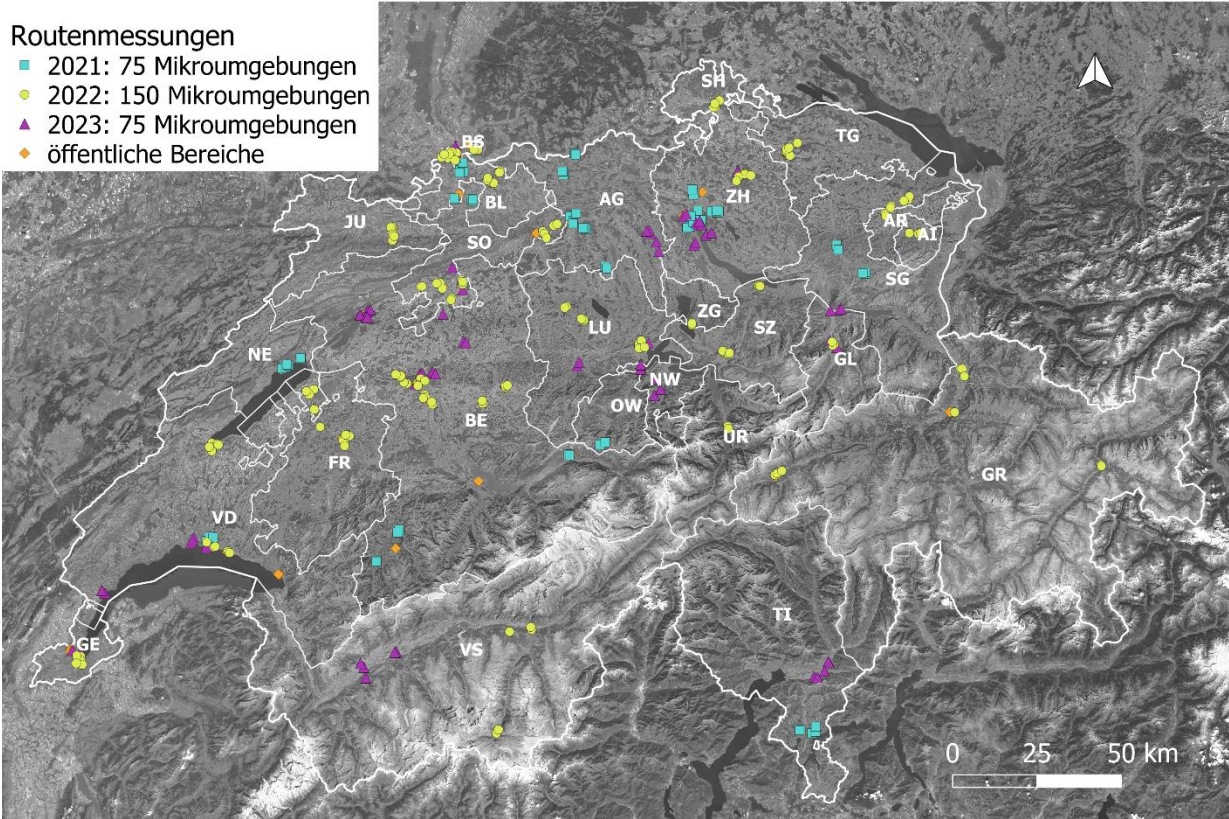 Routenmessungen
2021: 75 Mikroumgebungen
2022: 150 Mikroumgebungen
2023: 75 Mikroumgebungen
öffentliche Bereiche
SH
TG
BS
ZH
AG
BL
JU
AR
AI
SO
SG
ZG
LU
SZ
NE
GL
NW
OW
BE
UR
FR
GR
VD
TI
GE
VS
0 25 50 km